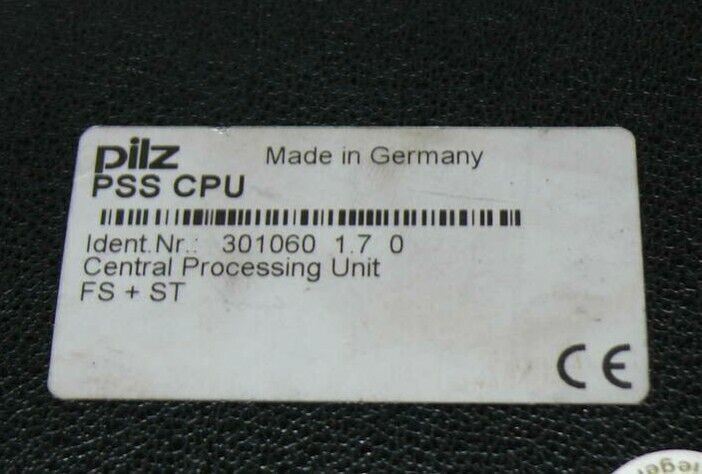 pilz
Made in Germany
PSS CPU
Ident.Nr.: 301060 1.7 0
Central Processing Unit
FS + ST
CE